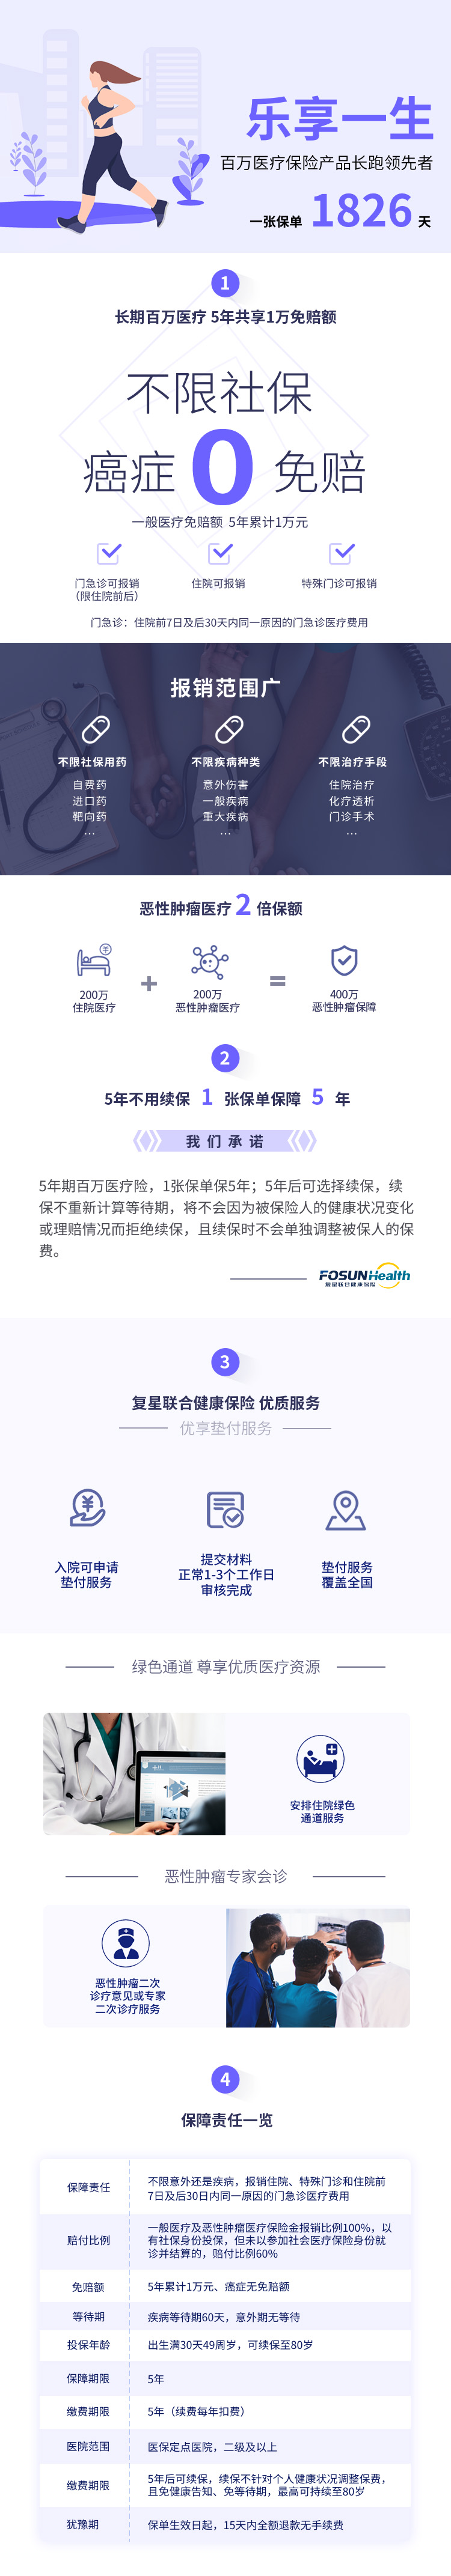 乐享一生
百万医疗保险产品长跑领先者
一张保单 1826 天
1
长期百万医疗 5年共享1万免赔额
不限社保
癌症 0 免赔
一般医疗免赔额 5年累计1万元
门急诊可报销
（限住院前后）
住院可报销
特殊门诊可报销
门急诊：住院前7日及后30天内同一原因的门急诊医疗费用
报销范围广
不限社保用药
自费药
进口药
靶向药
...
不限疾病种类
意外伤害
一般疾病
重大疾病
...
不限治疗手段
住院治疗
化疗透析
门诊手术
...
恶性肿瘤医疗 2 倍保额
200万
住院医疗
+
200万
恶性肿瘤医疗
=
400万
恶性肿瘤保障
2
5年不用续保 1 张保单保障 5 年
我们承诺
5年期百万医疗险，1张保单保5年；5年后可选择续保，续
保不重新计算等待期，将不会因为被保险人的健康状况变化
或理赔情况而拒绝续保，且续保时不会单独调整被保人的保
费。
FOSUN Health
复星联合健康保险
3
复星联合健康保险 优质服务
优享垫付服务
入院可申请
垫付服务
提交材料
正常1-3个工作日
审核完成
垫付服务
覆盖全国
绿色通道 尊享优质医疗资源
安排住院绿色
通道服务
恶性肿瘤专家会诊
恶性肿瘤二次
诊疗意见或专家
二次诊疗服务
4
保障责任一览
保障责任
不限意外还是疾病，报销住院、特殊门诊和住院前
7日及后30日内同一原因的门急诊医疗费用
赔付比例
一般医疗及恶性肿瘤医疗保险金报销比例100%，以
有社保身份投保，但未以参加社会医疗保险身份就
诊并结算的，赔付比例60%
免赔额
5年累计1万元、癌症无免赔额
等待期
疾病等待期60天，意外期无等待
投保年龄
出生满30天49周岁，可续保至80岁
保障期限
5年
缴费期限
5年（续费每年扣费）
医院范围
医保定点医院，二级及以上
缴费期限
5年后可续保，续保不针对个人健康状况调整保费，
且免健康告知、免等待期，最高可持续至80岁
犹豫期
保单生效日起，15天内全额退款无手续费